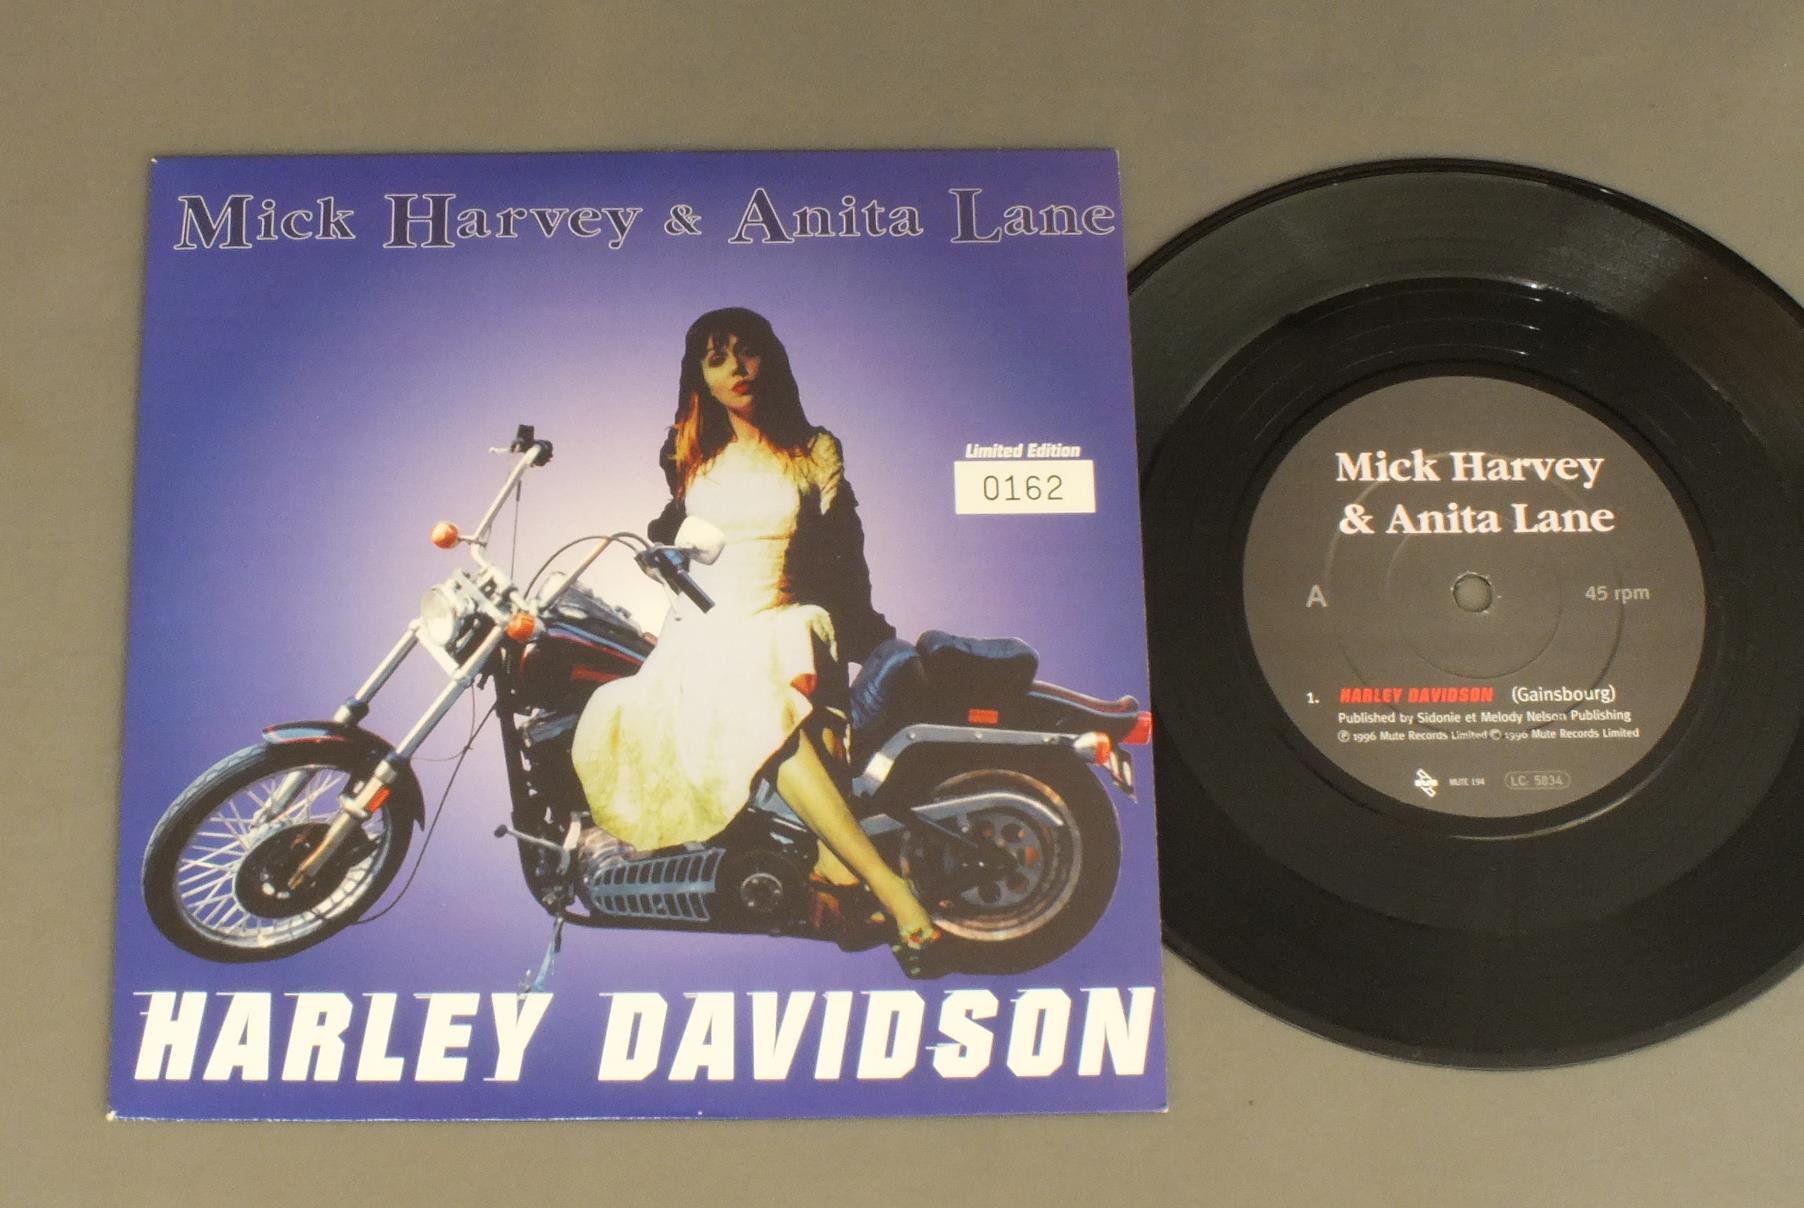 Mick Harvey & Anita Lane
Limited Edition
0162
HARLEY DAVIDSON
Mick Harvey
& Anita Lane
A
45 rpm
1. HARLEY DAVIDSON (Gainsbourg)
Published by Sidonie et Melody Nelson Publishing
℗ 1996 Mute Records Limited © 1996 Mute Records Limited
MUTE 194
LC 5834